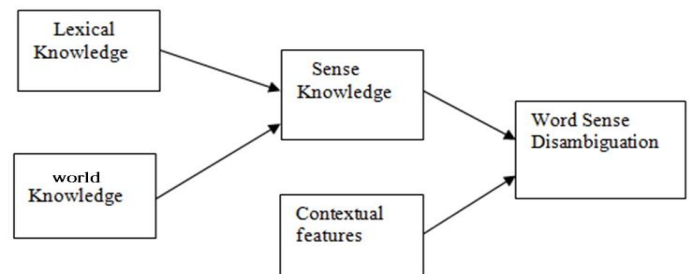 Lexical
Knowledge
world
Knowledge
Sense
Knowledge
Contextual
features
Word Sense
Disambiguation